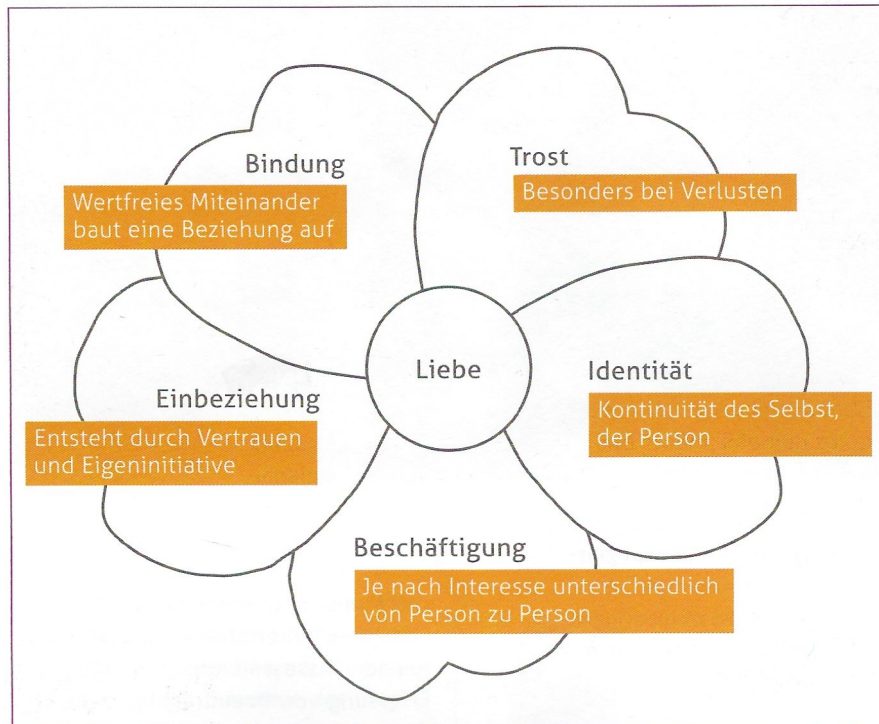 Bindung
Wertfreies Miteinander
baut eine Beziehung auf
Trost
Besonders bei Verlusten
Liebe
Identität
Kontinuität des Selbst,
der Person
Einbeziehung
Entsteht durch Vertrauen
und Eigeninitiative
Beschäftigung
Je nach Interesse unterschiedlich
von Person zu Person